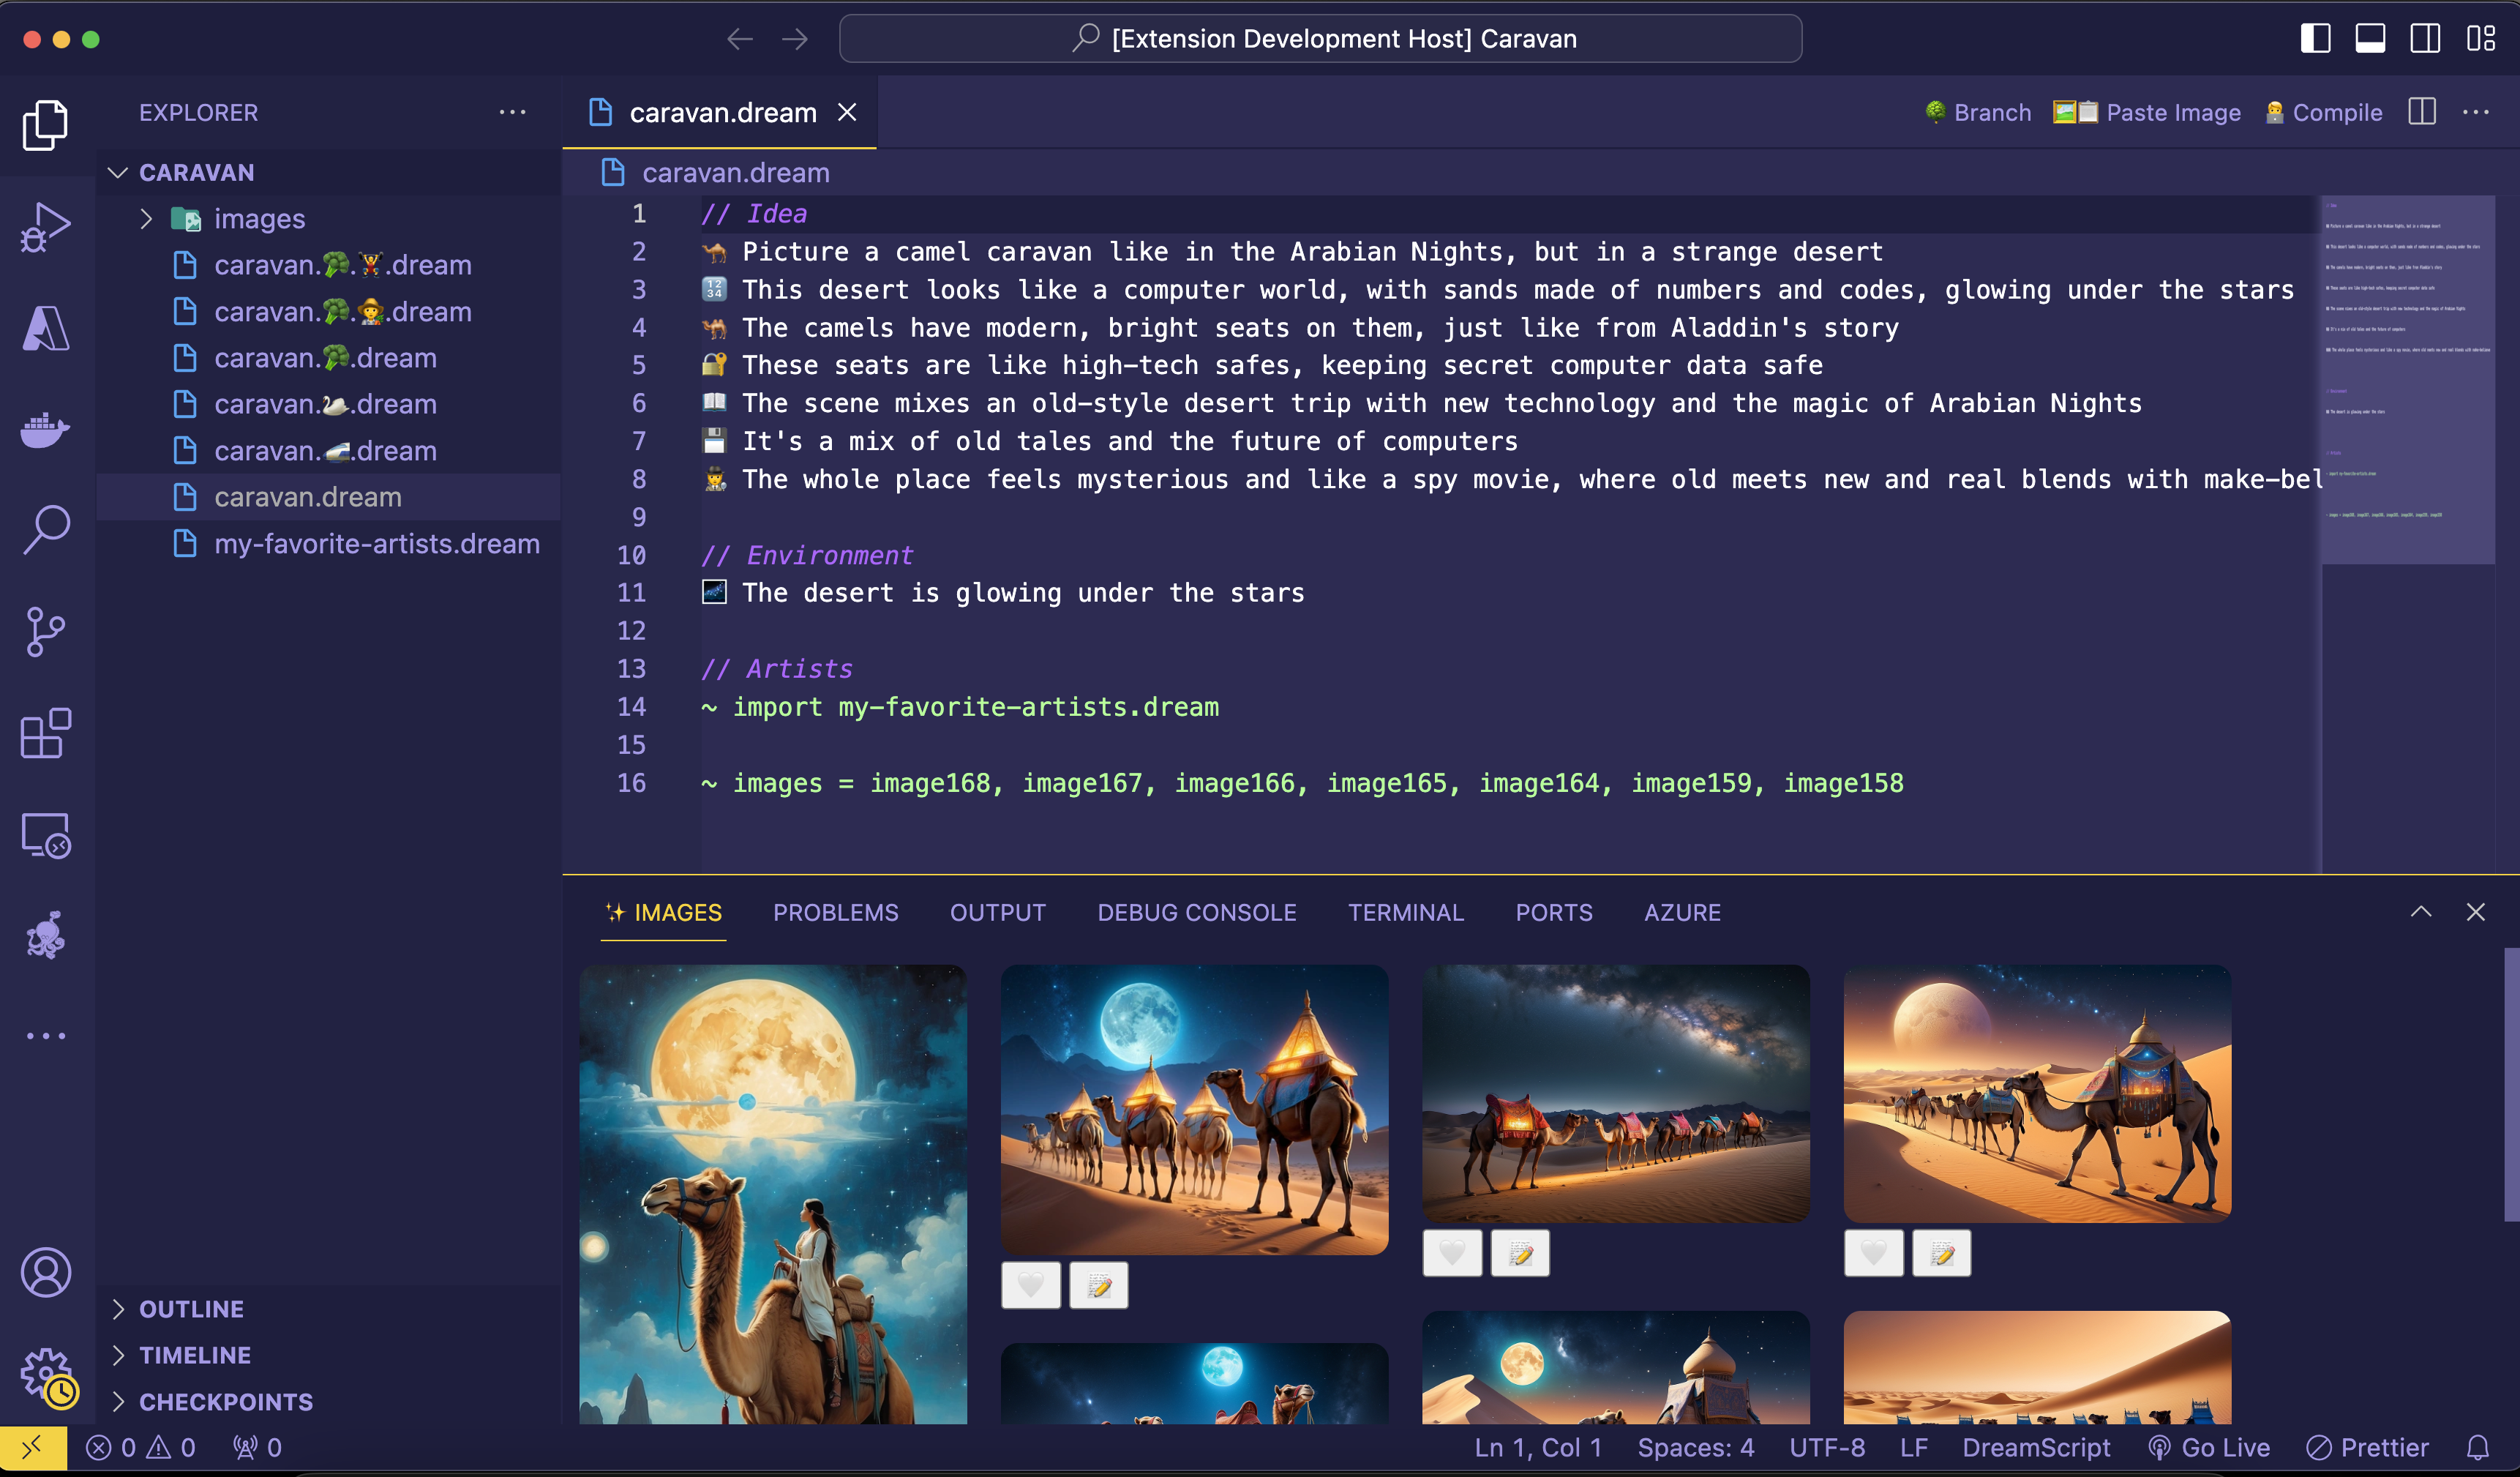 [Extension Development Host] Caravan
EXPLORER
CARAVAN
images
caravan.🥦.🏋️.dream
caravan.🥦.🧑‍🌾.dream
caravan.🥦.dream
caravan.🦢.dream
caravan.🚅.dream
caravan.dream
my-favorite-artists.dream
OUTLINE
TIMELINE
CHECKPOINTS
caravan.dream
🌳 Branch
🖼️📋 Paste Image
🧑‍💻 Compile
caravan.dream
1 // Idea
2 🐪 Picture a camel caravan like in the Arabian Nights, but in a strange desert
3 🔢 This desert looks like a computer world, with sands made of numbers and codes, glowing under the stars
4 🐫 The camels have modern, bright seats on them, just like from Aladdin's story
5 🔐 These seats are like high-tech safes, keeping secret computer data safe
6 📖 The scene mixes an old-style desert trip with new technology and the magic of Arabian Nights
7 💾 It's a mix of old tales and the future of computers
8 🕵️ The whole place feels mysterious and like a spy movie, where old meets new and real blends with make-bel
9
10 // Environment
11 🌌 The desert is glowing under the stars
12
13 // Artists
14 ~ import my-favorite-artists.dream
15
16 ~ images = image168, image167, image166, image165, image164, image159, image158
✨ IMAGES
PROBLEMS
OUTPUT
DEBUG CONSOLE
TERMINAL
PORTS
AZURE
0 0 0
Ln 1, Col 1
Spaces: 4
UTF-8
LF
DreamScript
Go Live
Prettier